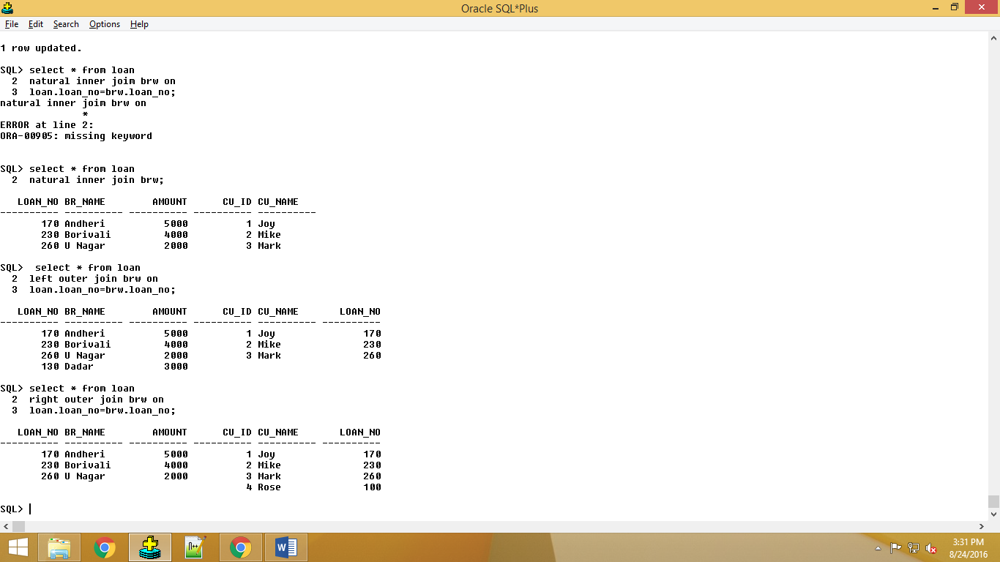 Oracle SQL*Plus
File Edit Search Options Help
1 row updated.
SQL> select * from loan
  2  natural inner joim brw on
  3  loan.loan_no=brw.loan_no;
natural inner joim brw on
              *
ERROR at line 2:
ORA-00905: missing keyword
SQL> select * from loan
  2  natural inner join brw;
   LOAN_NO BR_NAME        AMOUNT      CU_ID CU_NAME
---------- ---------- ---------- ---------- ----------
       170 Andheri          5000          1 Joy
       230 Borivali         4000          2 Mike
       260 U Nagar          2000          3 Mark
SQL>  select * from loan
  2  left outer join brw on
  3  loan.loan_no=brw.loan_no;
   LOAN_NO BR_NAME        AMOUNT      CU_ID CU_NAME       LOAN_NO
---------- ---------- ---------- ---------- ---------- ----------
       170 Andheri          5000          1 Joy               170
       230 Borivali         4000          2 Mike              230
       260 U Nagar          2000          3 Mark              260
       130 Dadar            3000
SQL> select * from loan
  2  right outer join brw on
  3  loan.loan_no=brw.loan_no;
   LOAN_NO BR_NAME        AMOUNT      CU_ID CU_NAME       LOAN_NO
---------- ---------- ---------- ---------- ---------- ----------
       170 Andheri          5000          1 Joy               170
       230 Borivali         4000          2 Mike              230
       260 U Nagar          2000          3 Mark              260
                                          4 Rose              100
SQL>
3:31 PM
8/24/2016